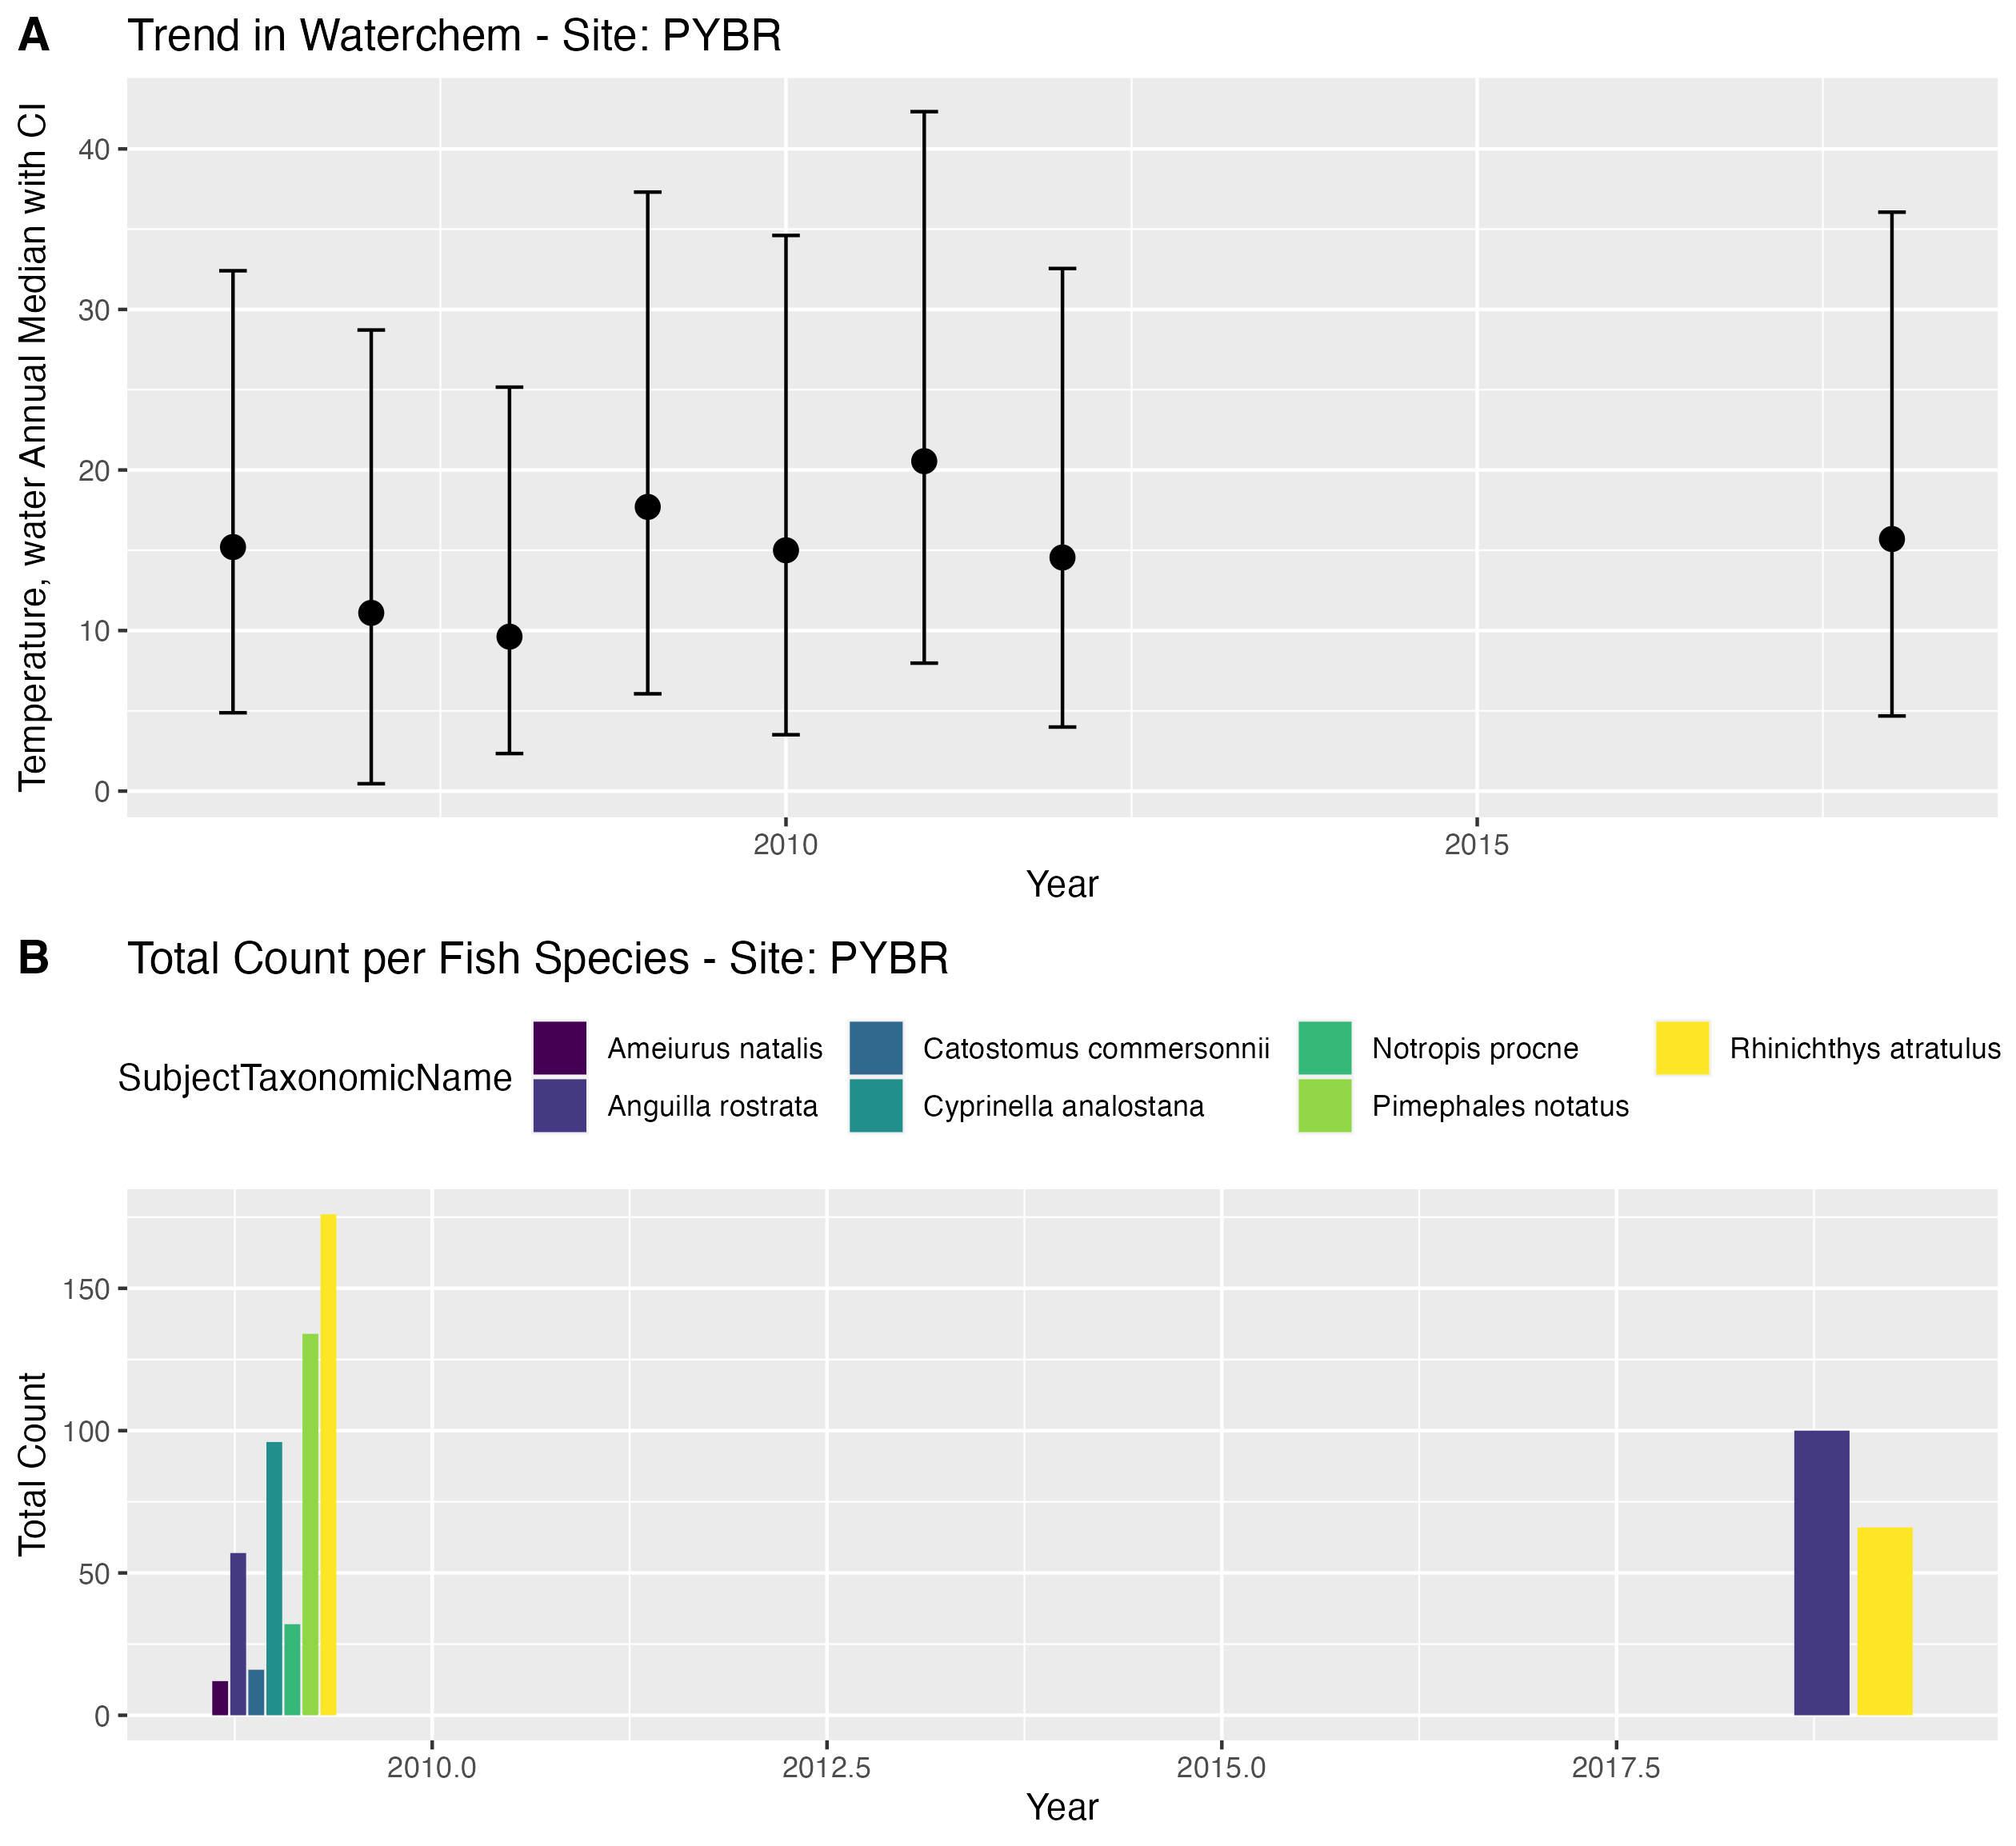 A Trend in Waterchem - Site: PYBR
Temperature, water Annual Median with CI
40
30
20
10
0
2010 2015
Year
B Total Count per Fish Species - Site: PYBR
SubjectTaxonomicName
Ameiurus natalis Catostomus commersonnii Notropis procne Rhinichthys atratulus
Anguilla rostrata Cyprinella analostana Pimephales notatus
Total Count
150
100
50
0
2010.0 2012.5 2015.0 2017.5
Year